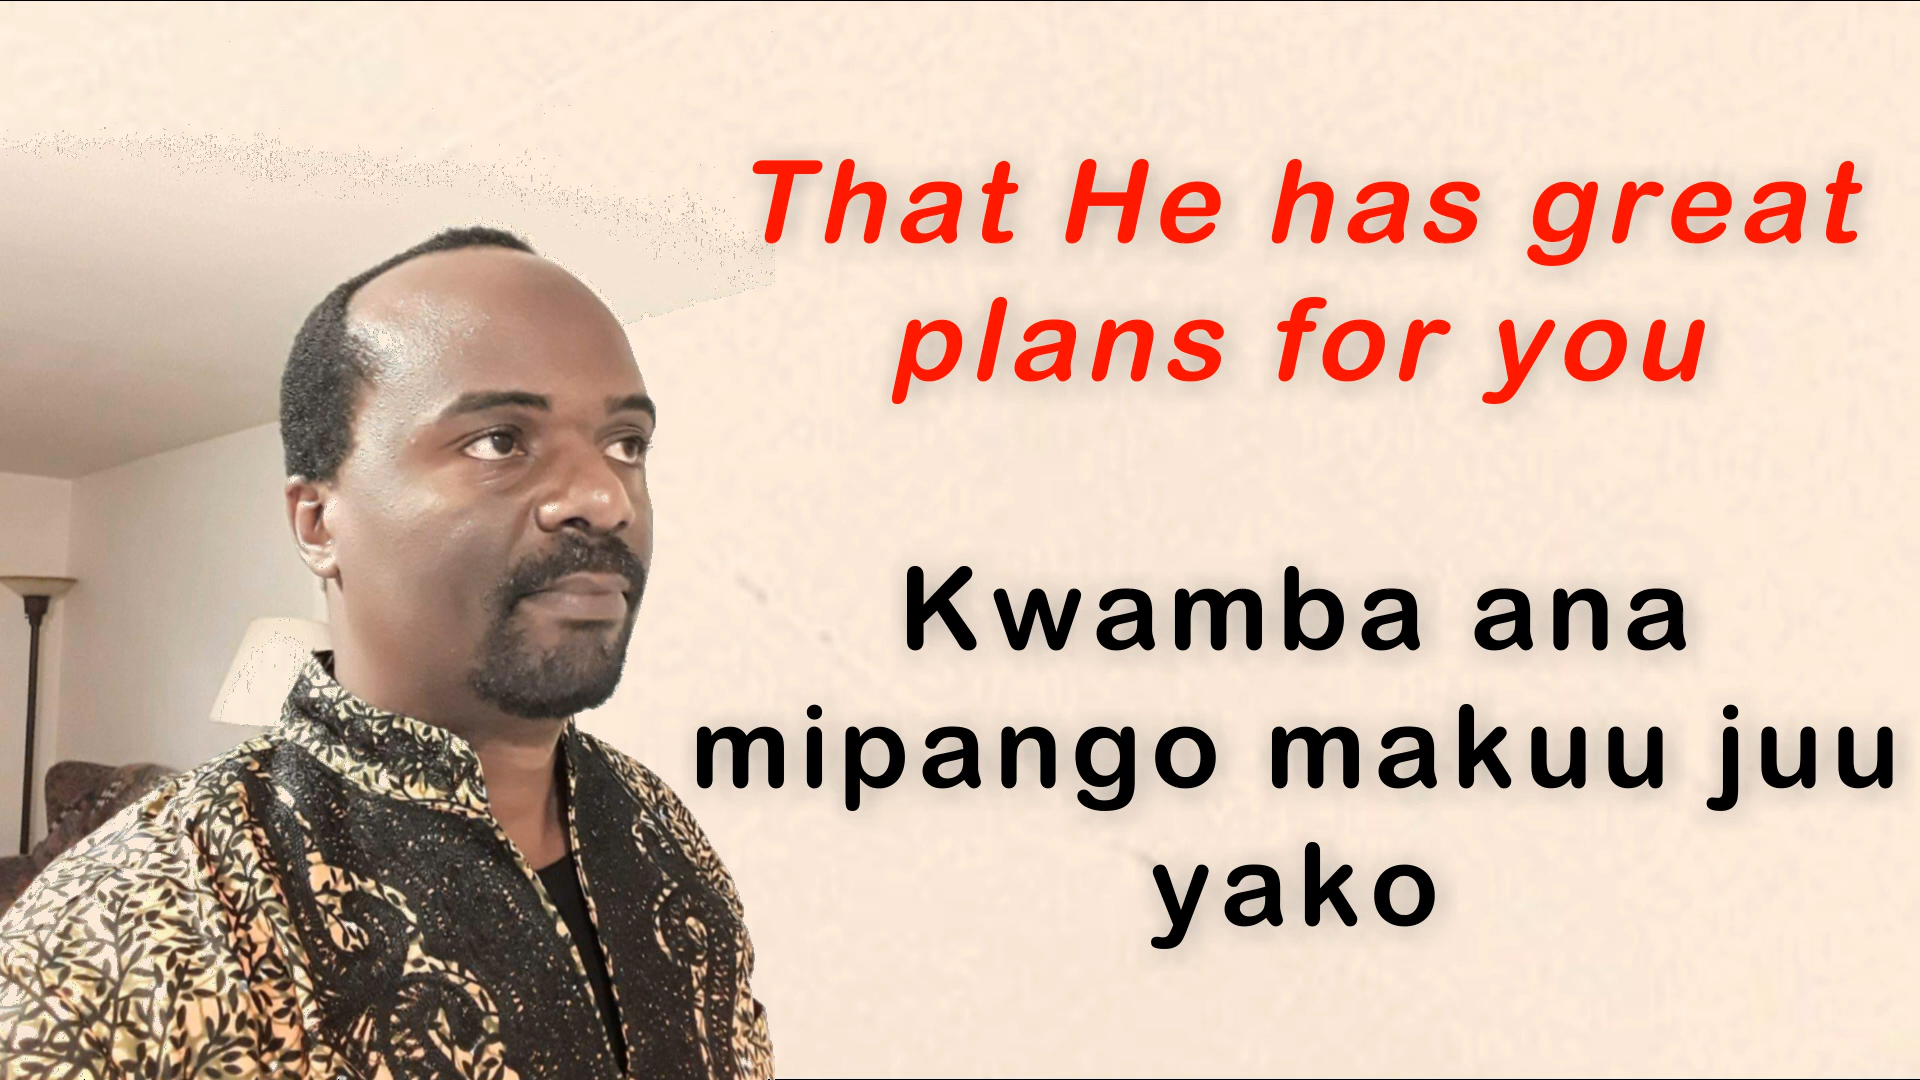 That He has great
plans for you
Kwamba ana
mipango makuu juu
yako